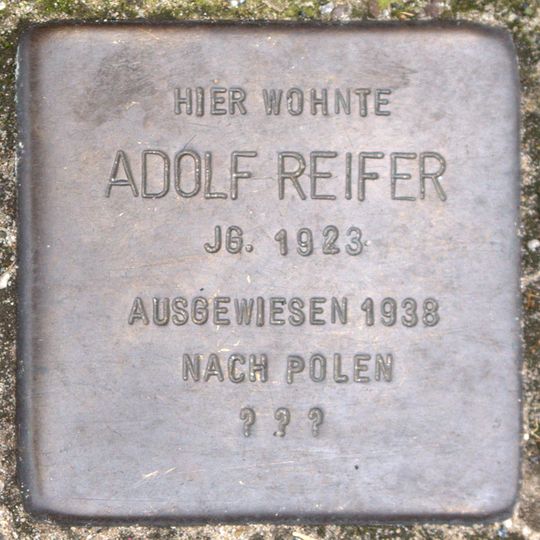 HIER WOHNTE
ADOLF REIFER
JG. 1923
AUSGEWIESEN 1938
NACH POLEN
? ? ?